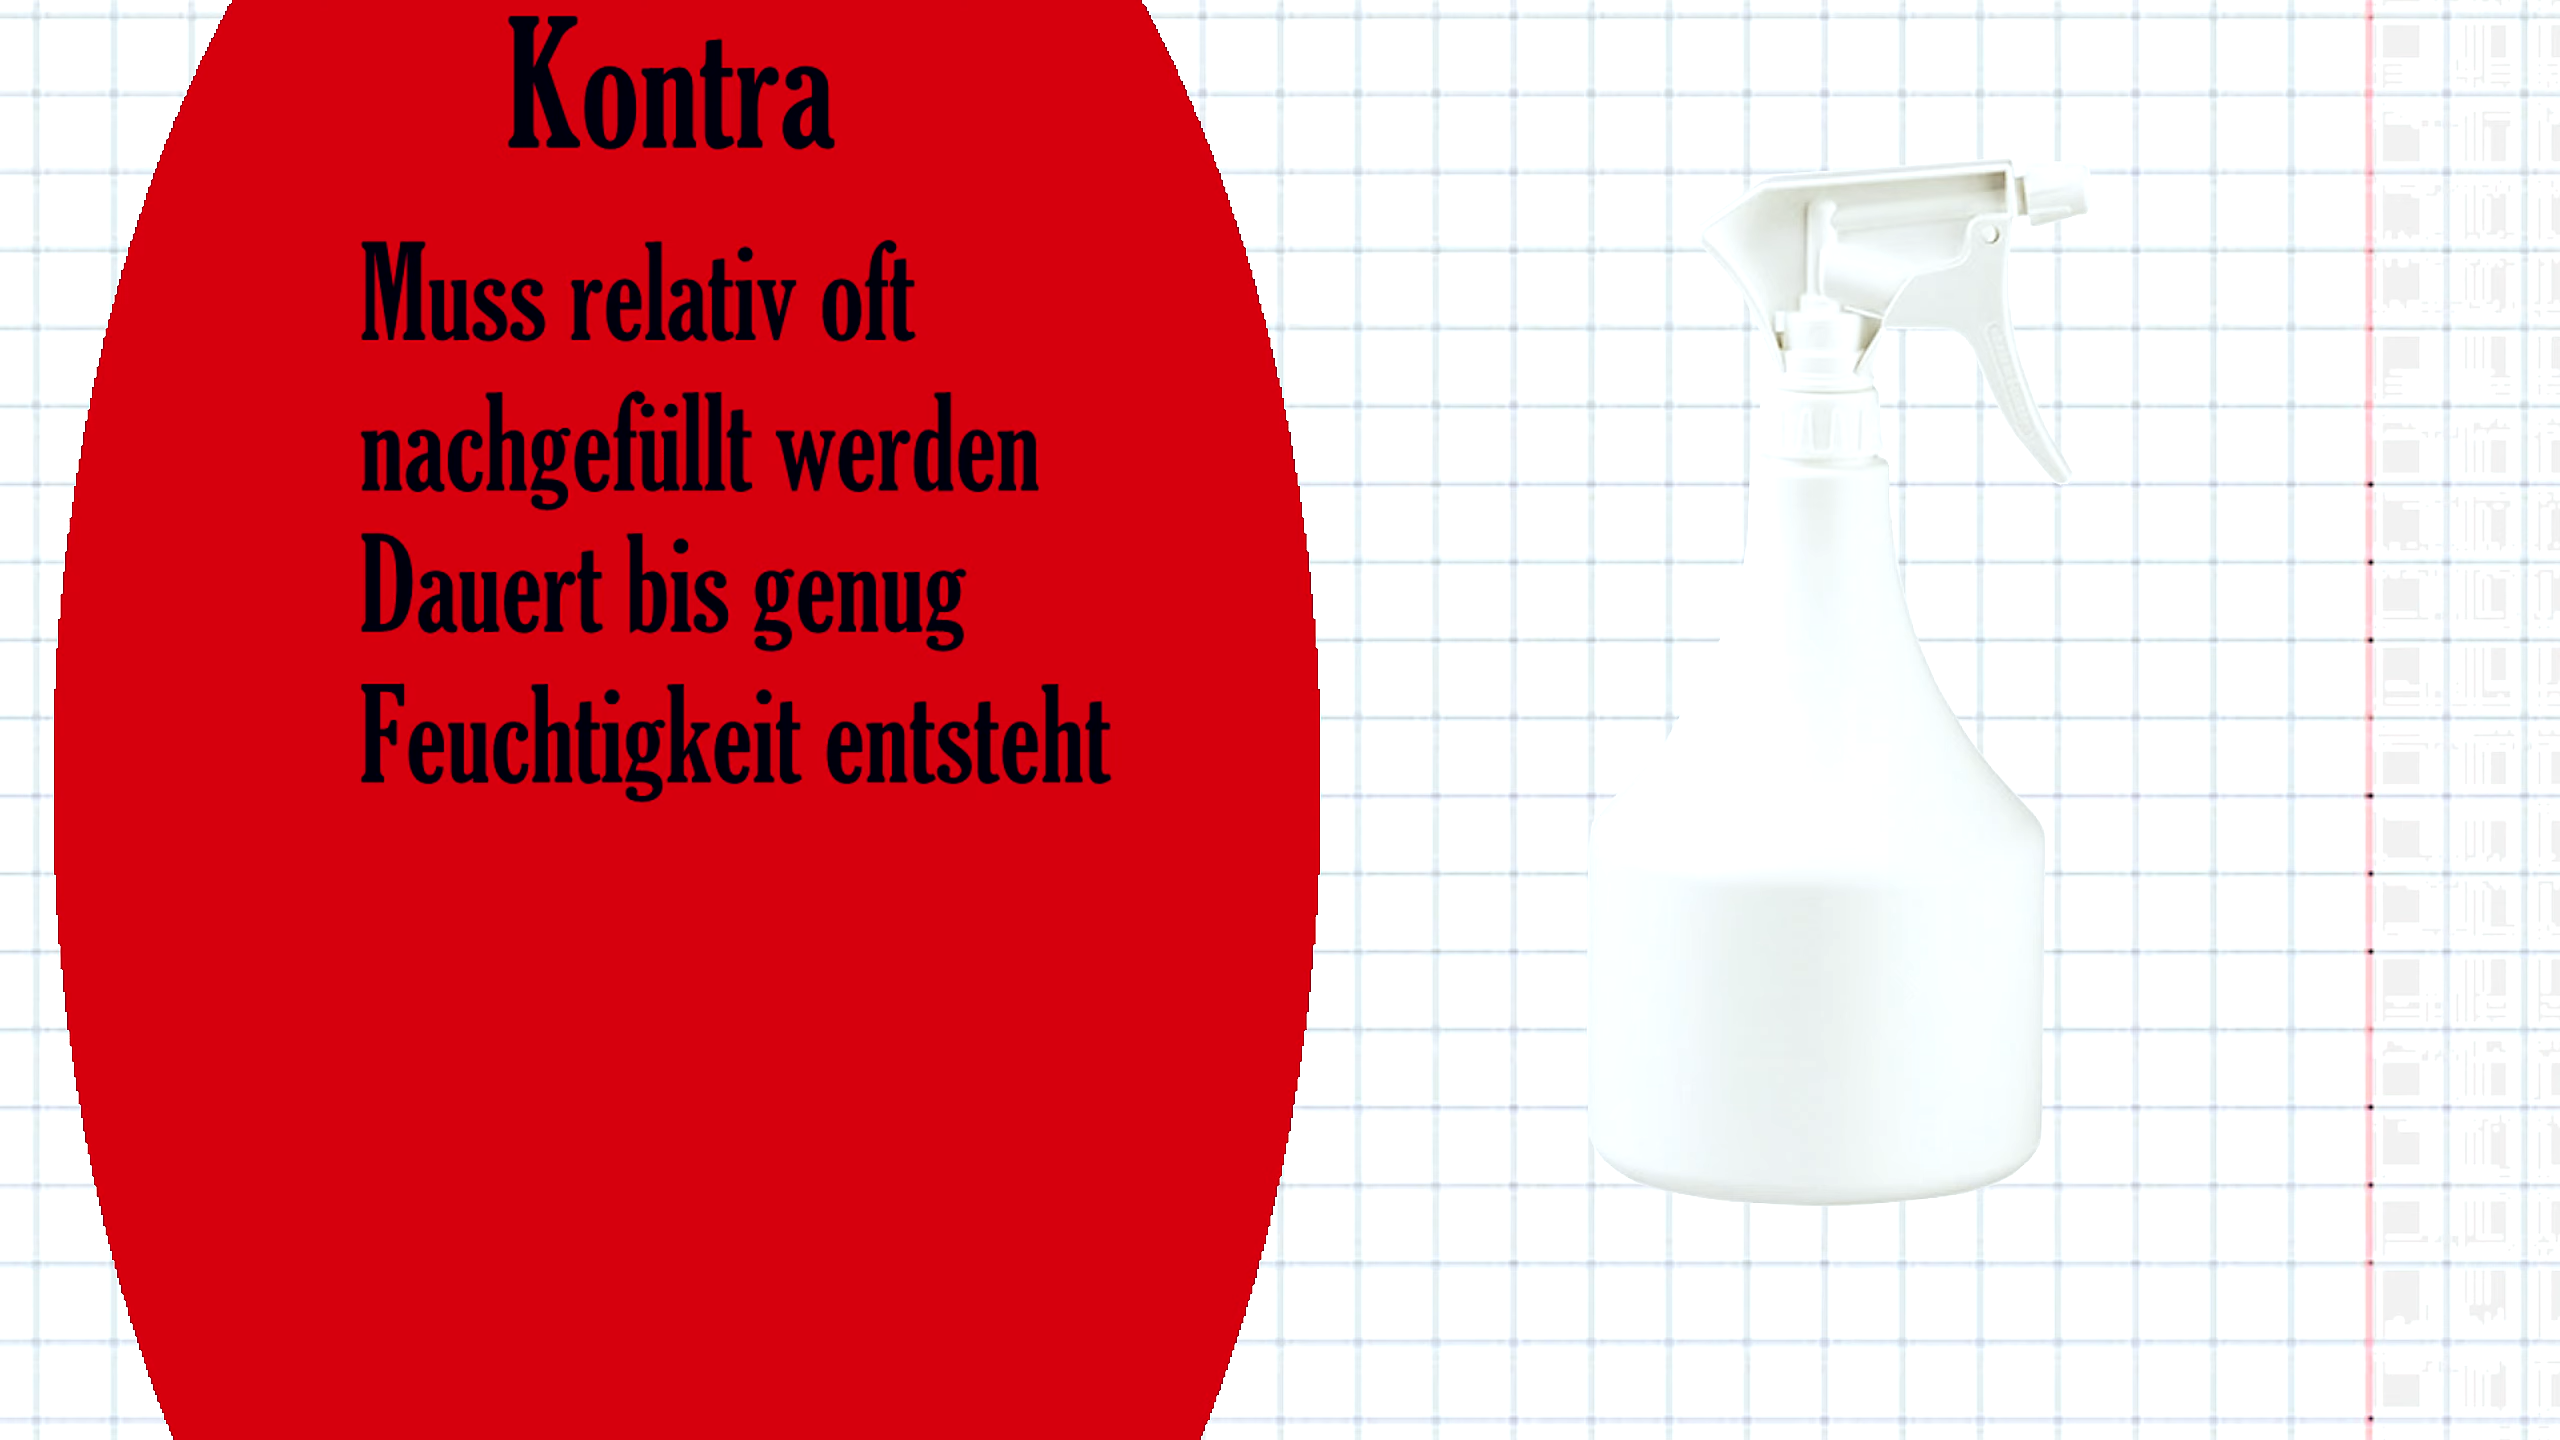 Kontra
Muss relativ oft
nachgefüllt werden
Dauert bis genug
Feuchtigkeit entsteht